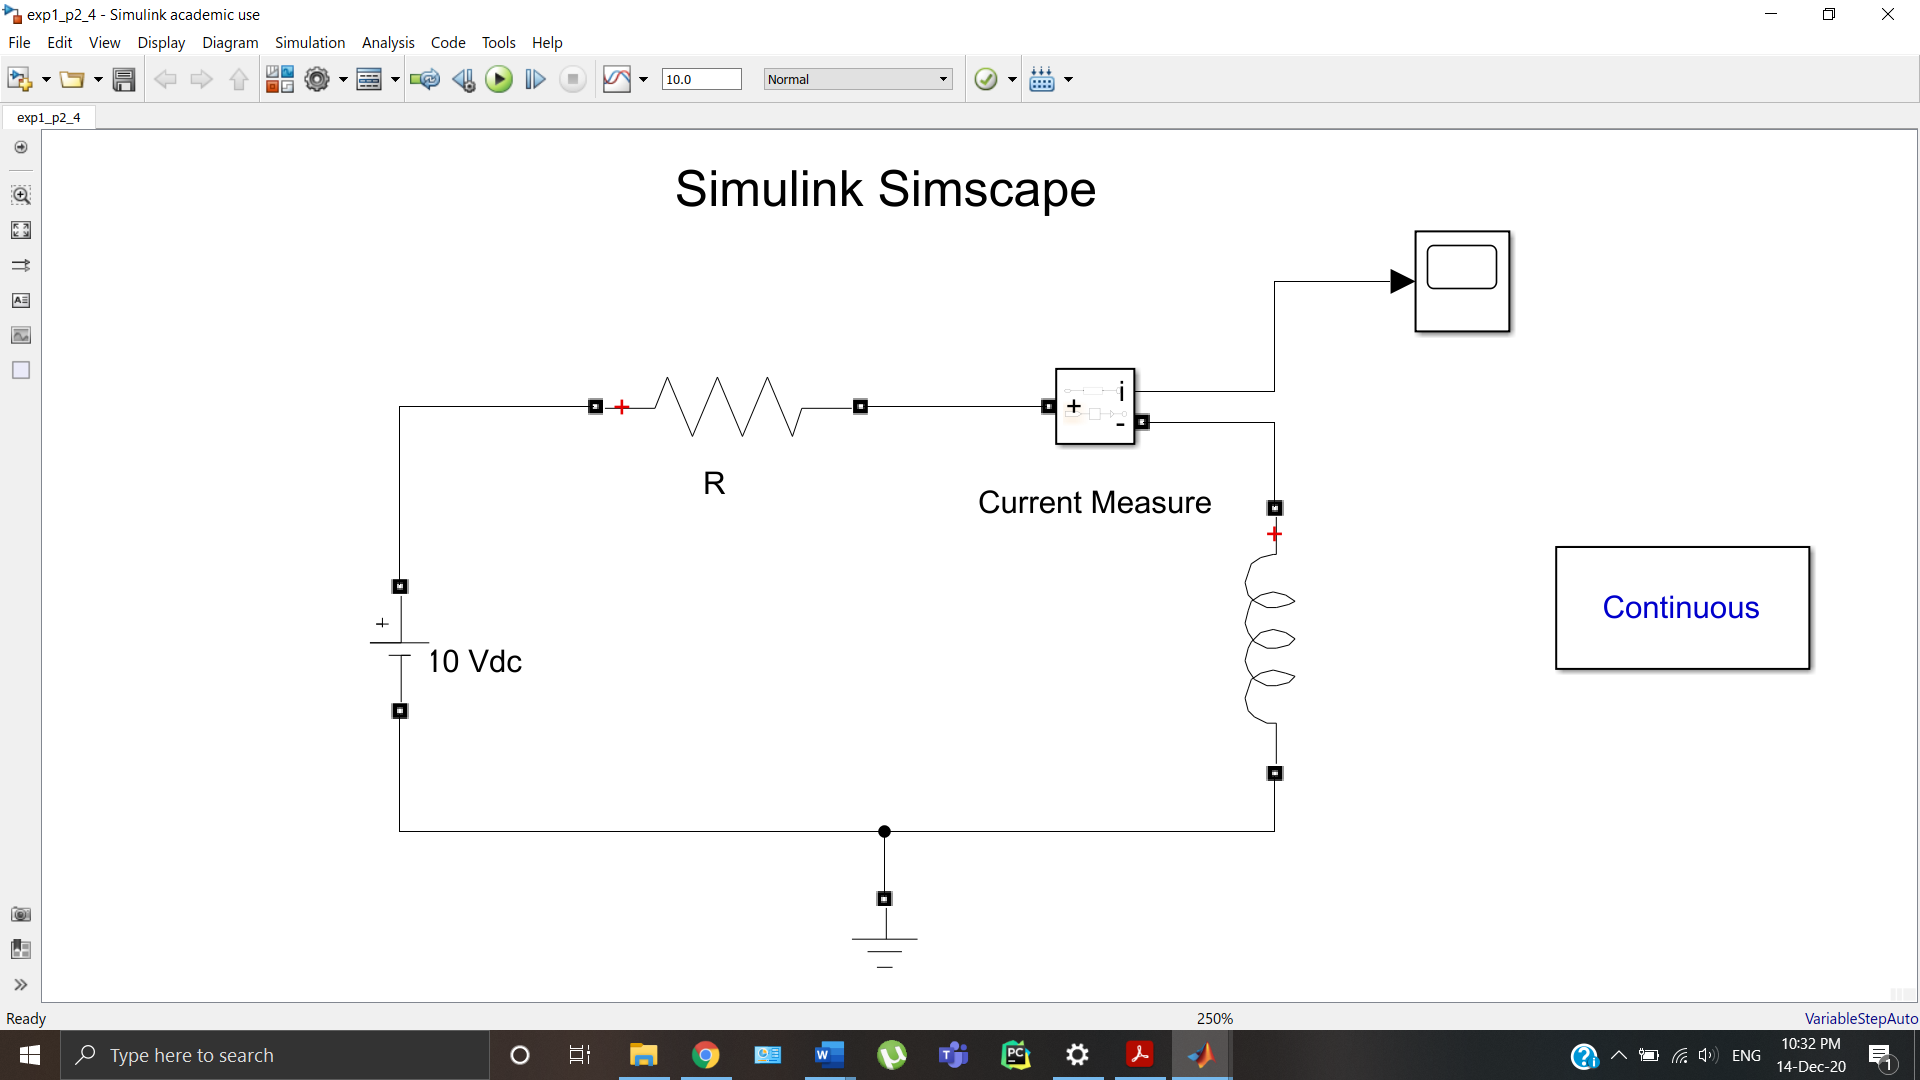 exp1_p2_4 - Simulink academic use
File Edit View Display Diagram Simulation Analysis Code Tools Help
10.0 Normal
exp1_p2_4
Simulink Simscape
i
+
-
R
Current Measure
+
+
+
10 Vdc
Continuous
Ready 250% VariableStepAuto
Type here to search
ENG
10:32 PM
14-Dec-20
1